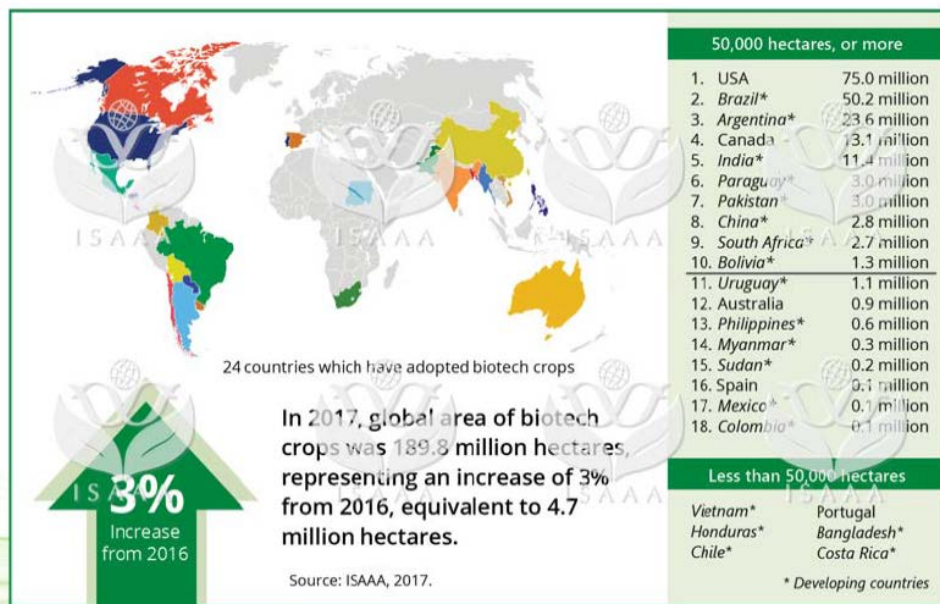 24 countries which have adopted biotech crops
3%
Increase
from 2016
In 2017, global area of biotech
crops was 189.8 million hectares,
representing an increase of 3%
from 2016, equivalent to 4.7
million hectares.
Source: ISAAA, 2017.
50,000 hectares, or more
1. USA 75.0 million
2. Brazil* 50.2 million
3. Argentina* 23.6 million
4. Canada 13.1 million
5. India* 11.4 million
6. Paraguay* 3.0 million
7. Pakistan* 3.0 million
8. China* 2.8 million
9. South Africa* 2.7 million
10. Bolivia* 1.3 million
11. Uruguay* 1.1 million
12. Australia 0.9 million
13. Philippines* 0.6 million
14. Myanmar* 0.3 million
15. Sudan* 0.2 million
16. Spain 0.1 million
17. Mexico* 0.1 million
18. Colombia* 0.1 million
Less than 50,000 hectares
Vietnam* Portugal
Honduras* Bangladesh*
Chile* Costa Rica*
* Developing countries
ISAAA
ISAAA
ISAAA
ISAAA
ISAAA
ISAAA
ISAAA
ISAAA